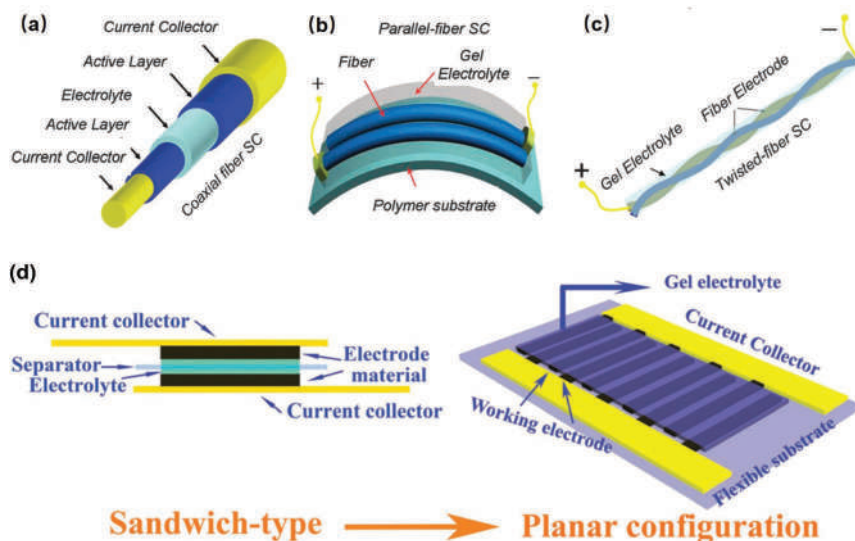 (a)
Current Collector
Active Layer
Electrolyte
Active Layer
Current Collector
Coaxial fiber SC
(b)
Parallel-fiber SC
Fiber
Gel
Electrolyte
+
−
Polymer substrate
(c)
−
Fiber Electrode
Gel Electrolyte
Twisted-fiber SC
+
(d)
Current collector
Separator
Electrolyte
Electrode
material
Current collector
Gel electrolyte
Current Collector
Working electrode
Flexible substrate
Sandwich-type
Planar configuration